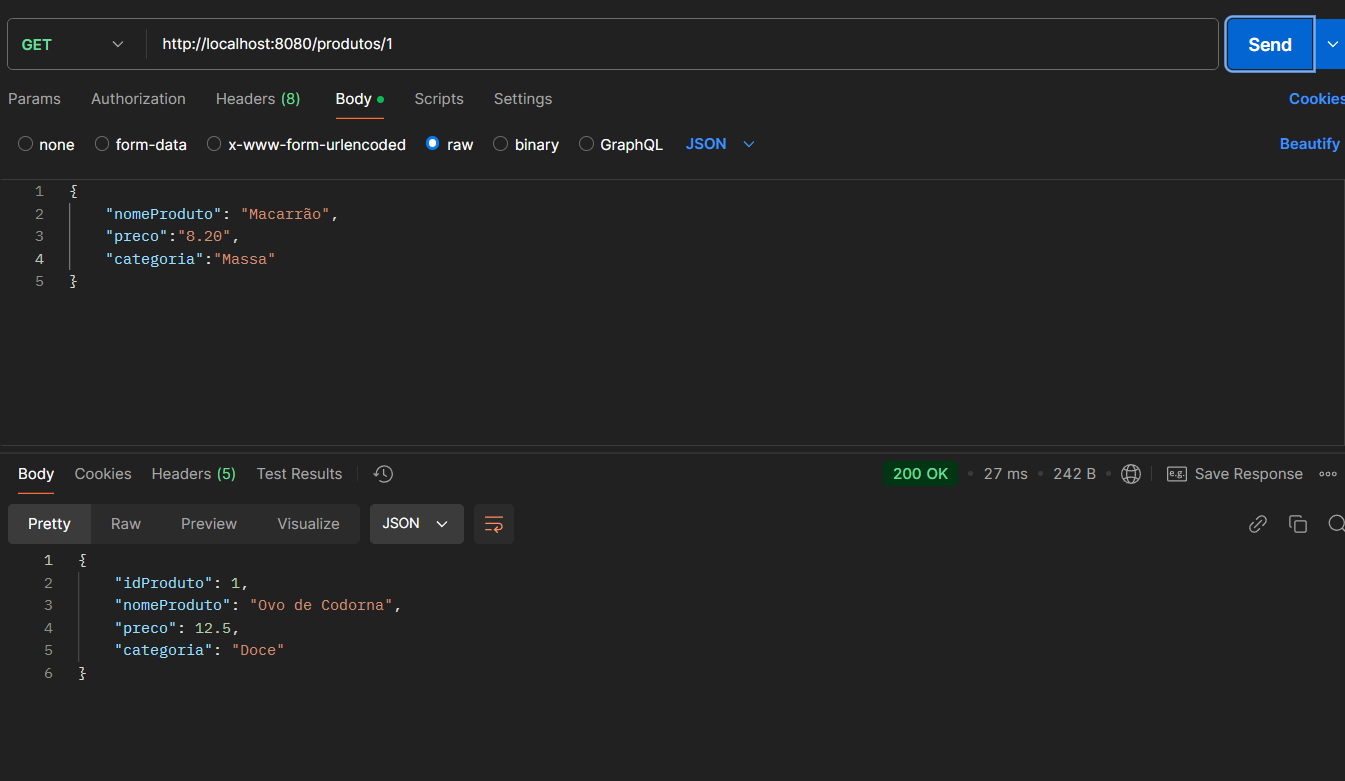 GET http://localhost:8080/produtos/1 Send
Params Authorization Headers (8) Body Scripts Settings Cookies
none form-data x-www-form-urlencoded raw binary GraphQL JSON Beautify
1 {
2 "nomeProduto": "Macarrão",
3 "preco":"8.20",
4 "categoria":"Massa"
5 }
Body Cookies Headers (5) Test Results 200 OK • 27 ms • 242 B • e.g. Save Response
Pretty Raw Preview Visualize JSON
1 {
2 "idProduto": 1,
3 "nomeProduto": "Ovo de Codorna",
4 "preco": 12.5,
5 "categoria": "Doce"
6 }